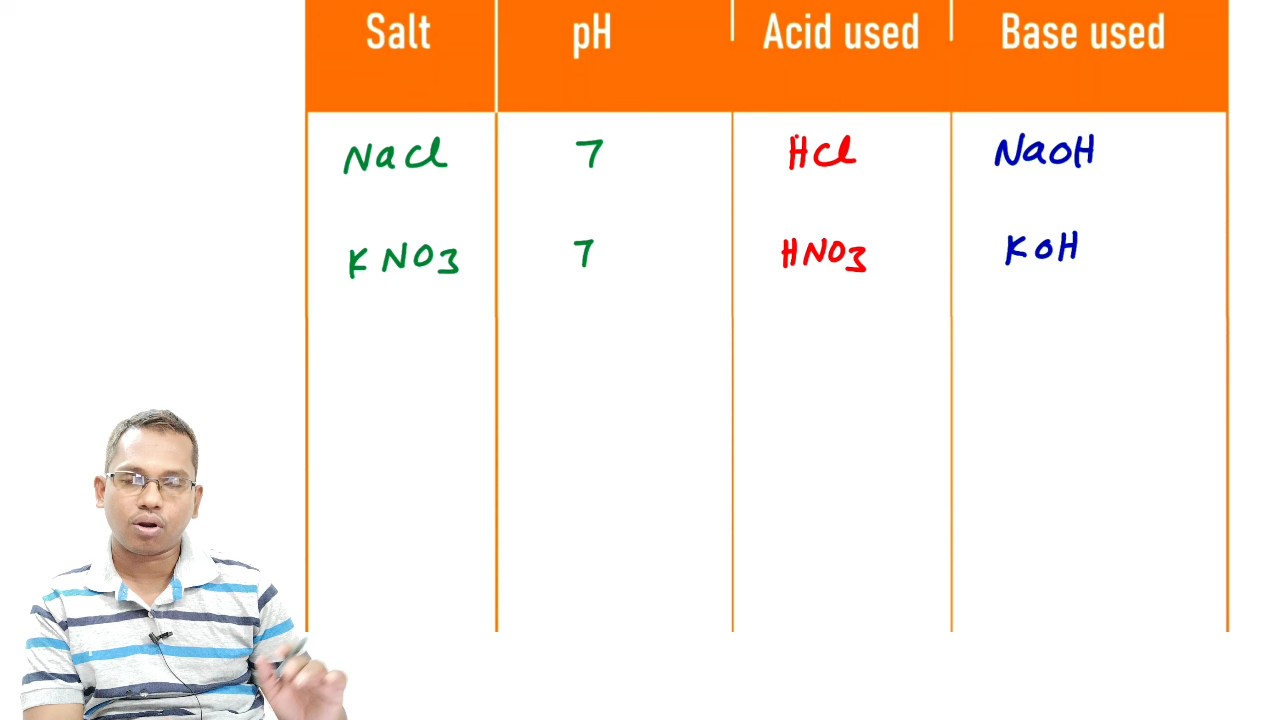 Salt pH Acid used Base used
NaCl 7 HCl NaOH
KNO3 7 HNO3 KOH